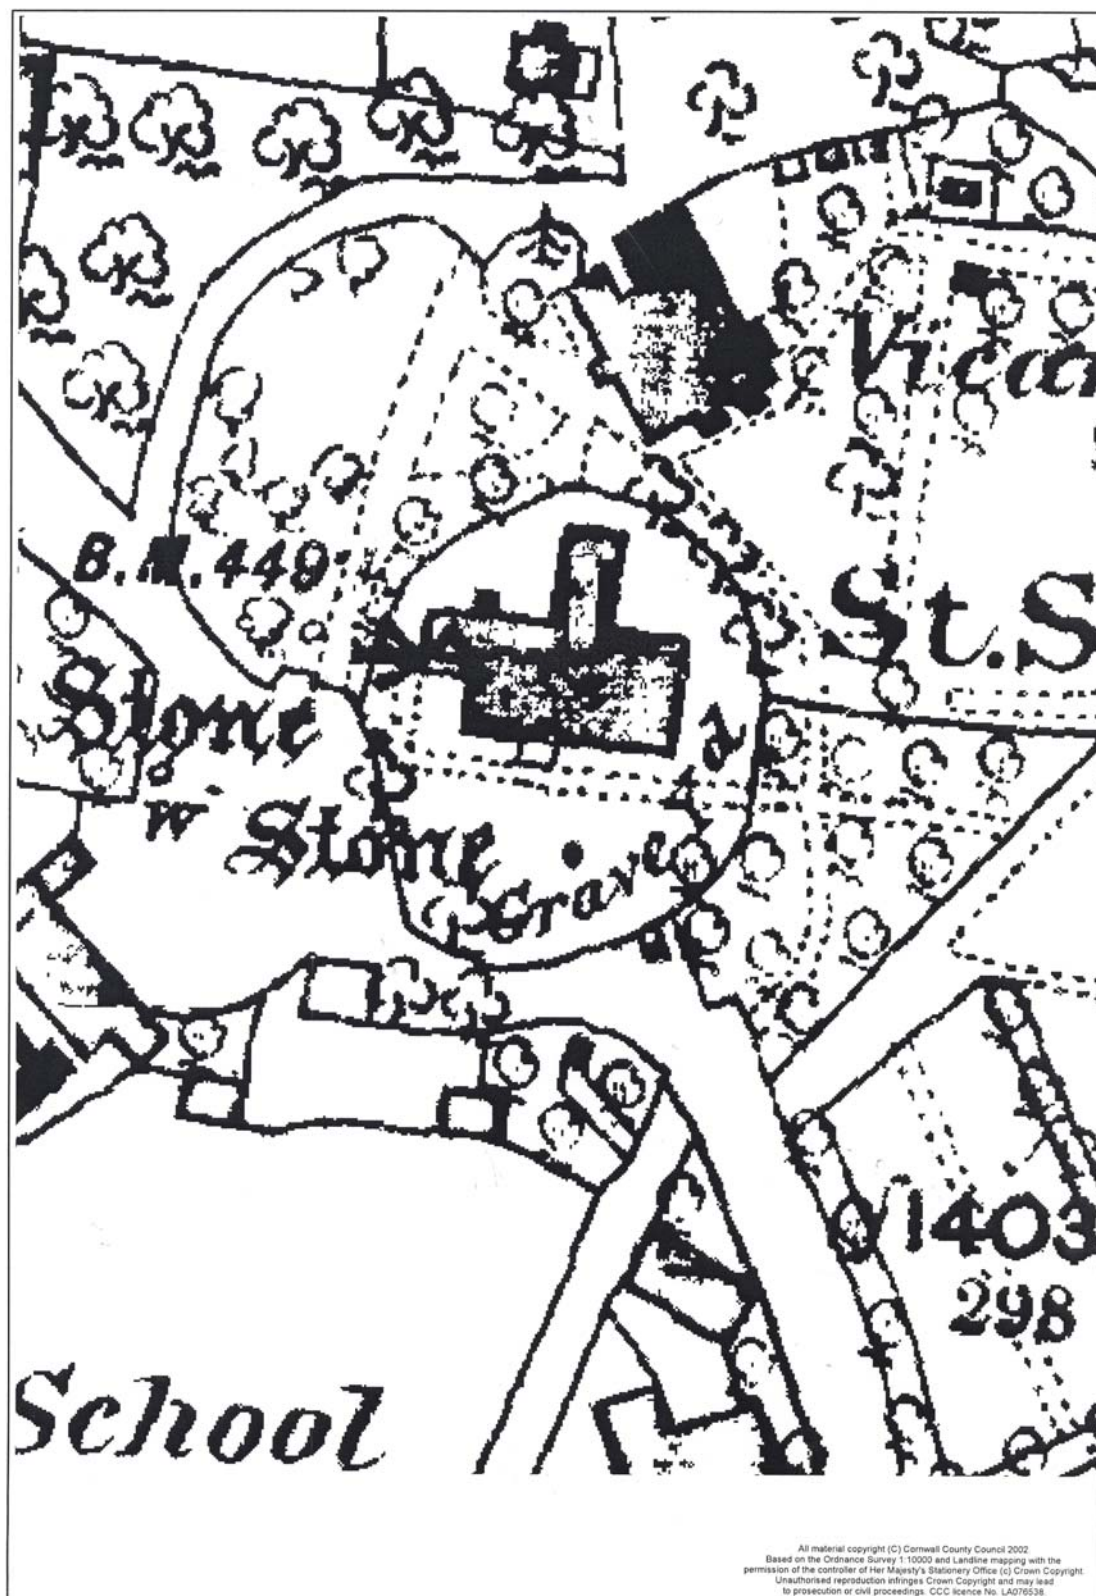 Vicar
B.M.449
St.S
Stone
w Stone
Grave yd
1403
298
School
All material copyright (C) Cornwall County Council 2002.
Based on the Ordnance Survey 1:10000 and Landline mapping with the
permission of the controller of Her Majesty's Stationery Office (c) Crown Copyright.
Unauthorised reproduction infringes Crown Copyright and may lead
to prosecution or civil proceedings. CCC licence No. LA076538.